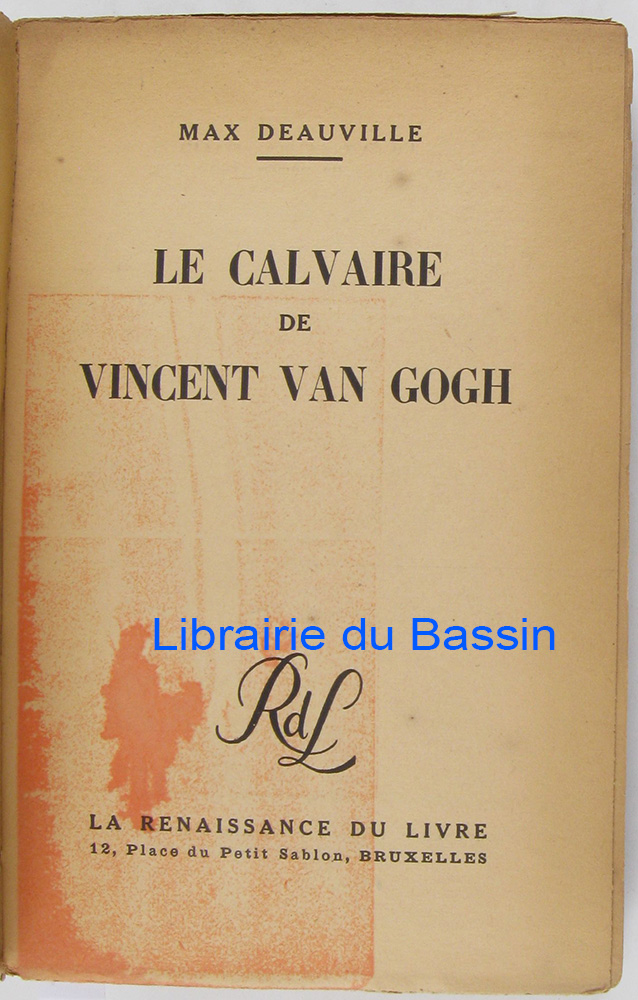 MAX DEAUVILLE
LE CALVAIRE
DE
VINCENT VAN GOGH
Librairie du Bassin
RdL
LA RENAISSANCE DU LIVRE
12, Place du Petit Sablon, BRUXELLES